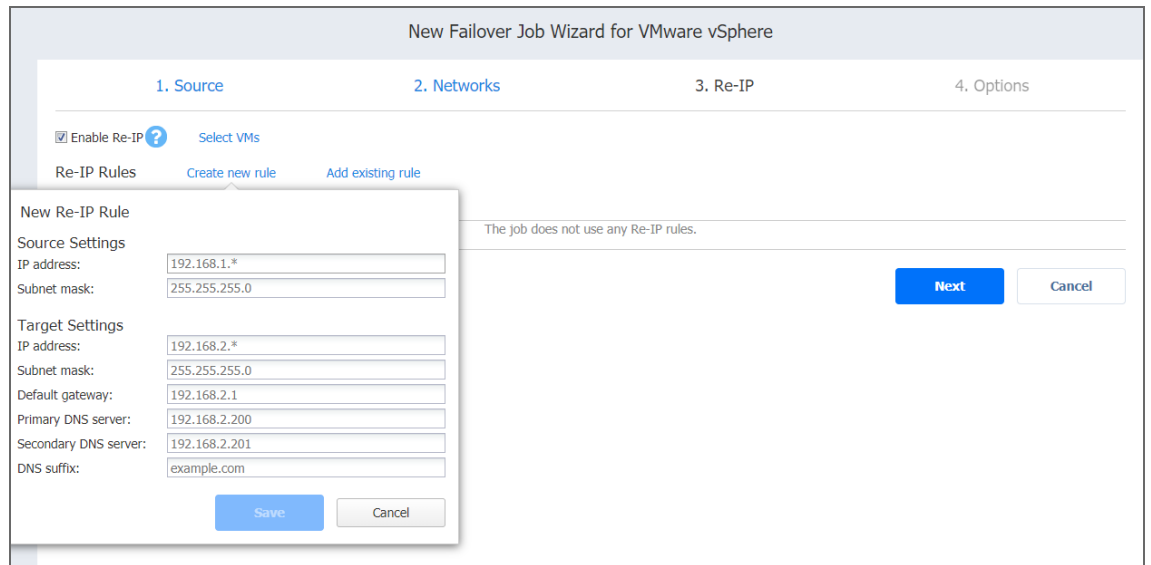 New Failover Job Wizard for VMware vSphere
1. Source 2. Networks 3. Re-IP 4. Options
Enable Re-IP ? Select VMs
Re-IP Rules Create new rule Add existing rule
The job does not use any Re-IP rules.
Next Cancel
New Re-IP Rule
Source Settings
IP address: 192.168.1.*
Subnet mask: 255.255.255.0
Target Settings
IP address: 192.168.2.*
Subnet mask: 255.255.255.0
Default gateway: 192.168.2.1
Primary DNS server: 192.168.2.200
Secondary DNS server: 192.168.2.201
DNS suffix: example.com
Save Cancel